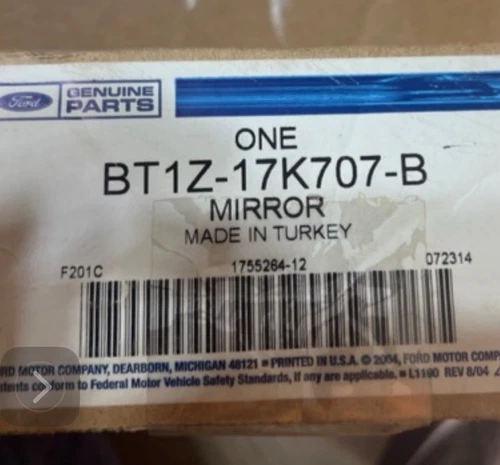 Ford GENUINE PARTS
ONE
BT1Z-17K707-B
MIRROR
MADE IN TURKEY
F201C 1755264-12 072314
RD MOTOR COMPANY, DEARBORN, MICHIGAN 48121 ■ PRINTED IN U.S.A. © 2004, FORD MOTOR COMP
tents conform to Federal Motor Vehicle Safety Standards, if any are applicable. ■ L1190 REV 8/04